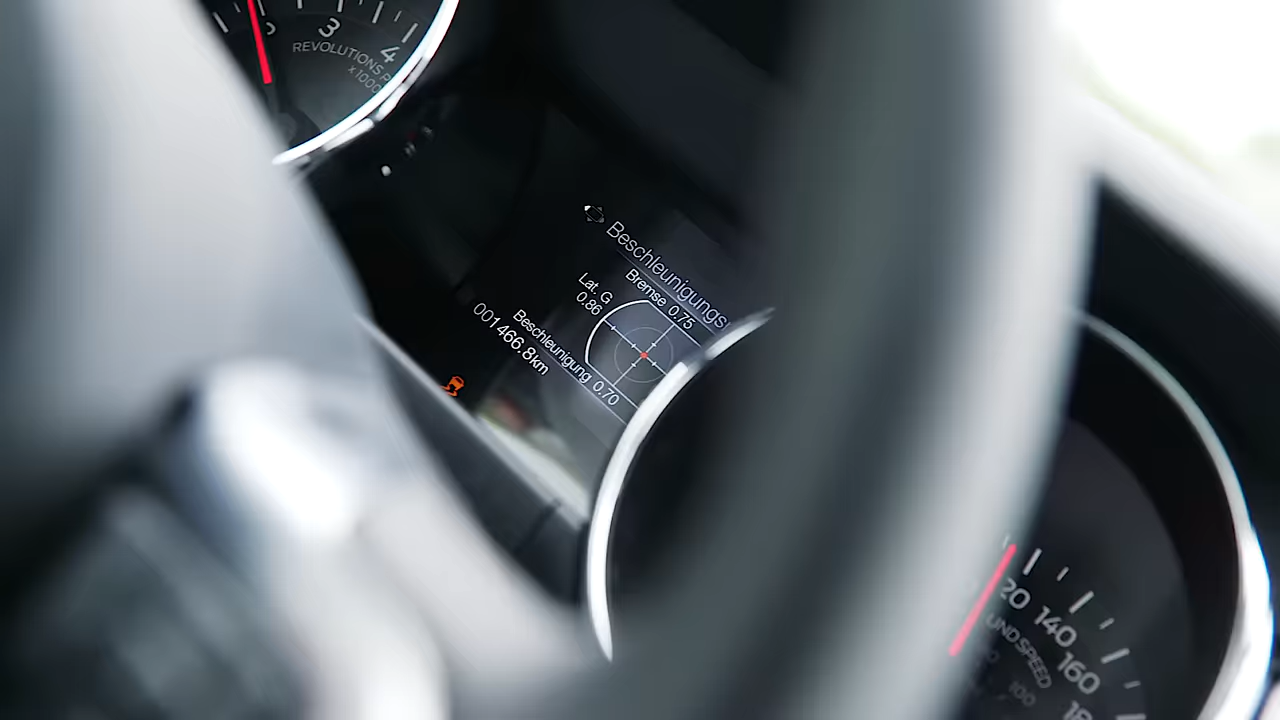 3
4
REVOLUTIONS
x1000
Beschleunigungs
Bremse 0.75
Lat. G
0.86
Beschleunigung 0.70
001466.8km
20
140
160
UND SPEED
100